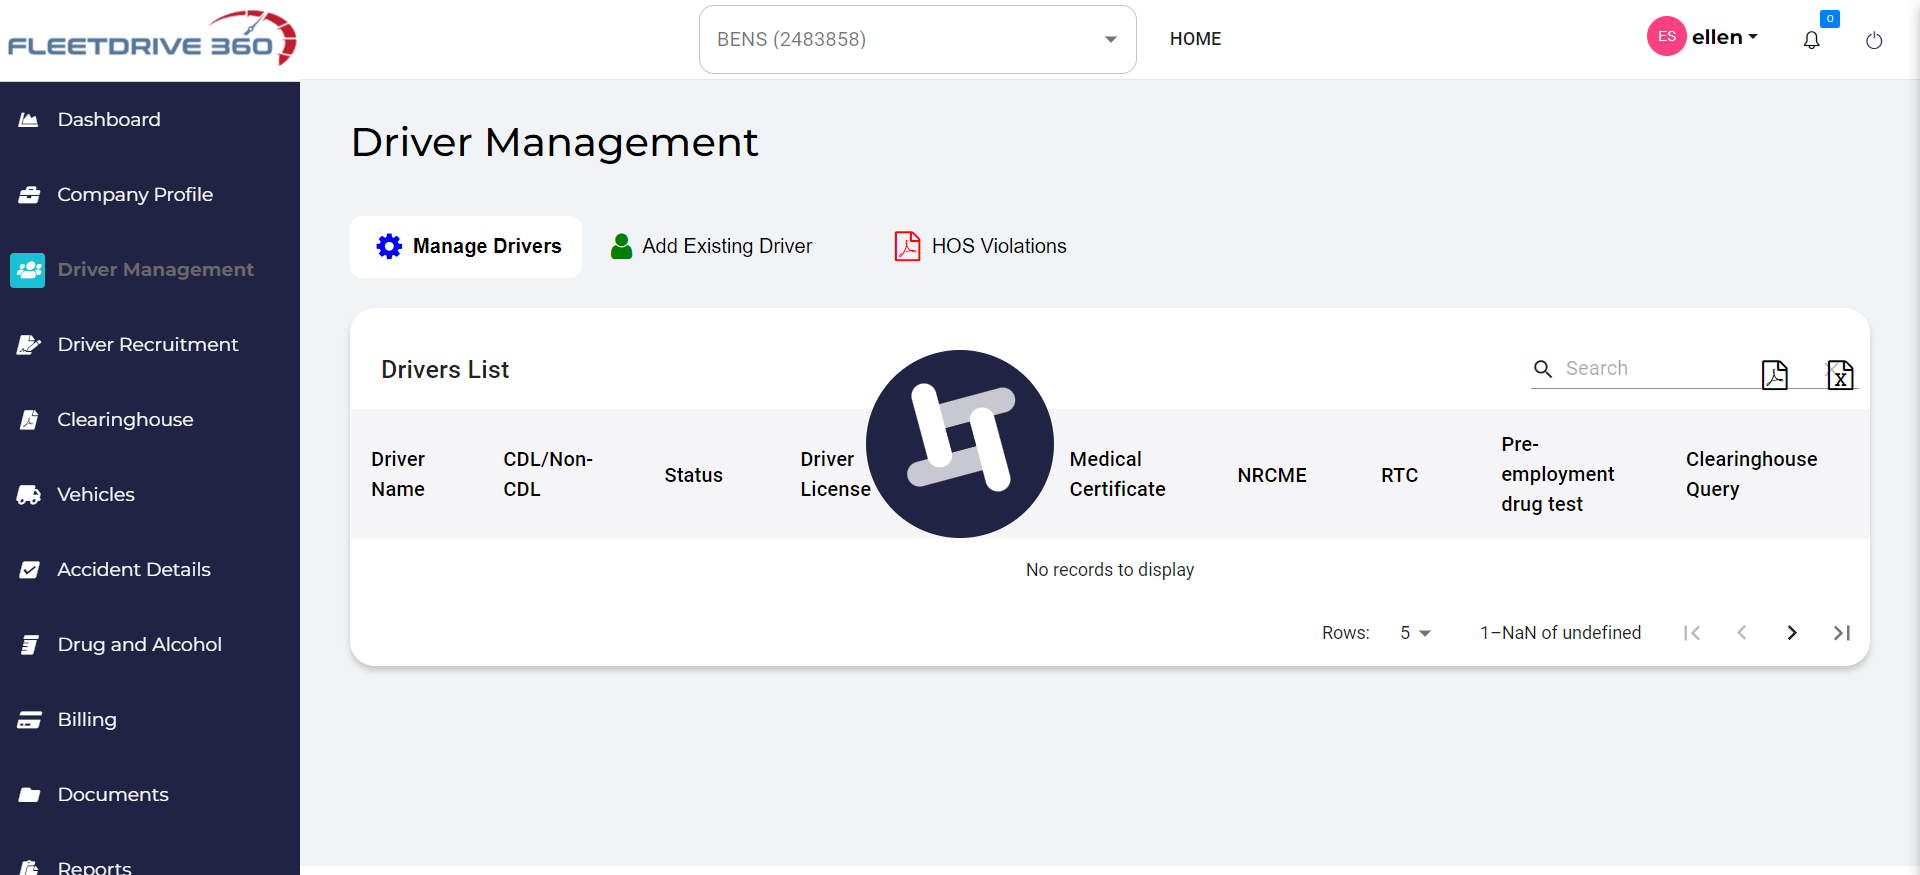 FLEETDRIVE 360
BENS (2483858)
HOME
ES
ellen
0
Dashboard
Company Profile
Driver Management
Driver Recruitment
Clearinghouse
Vehicles
Accident Details
Drug and Alcohol
Billing
Documents
Reports
Driver Management
Manage Drivers
Add Existing Driver
HOS Violations
Drivers List
Search
Driver
Name
CDL/Non-
CDL
Status
Driver
License
Medical
Certificate
NRCME
RTC
Pre-
employment
drug test
Clearinghouse
Query
No records to display
Rows:
5
1–NaN of undefined